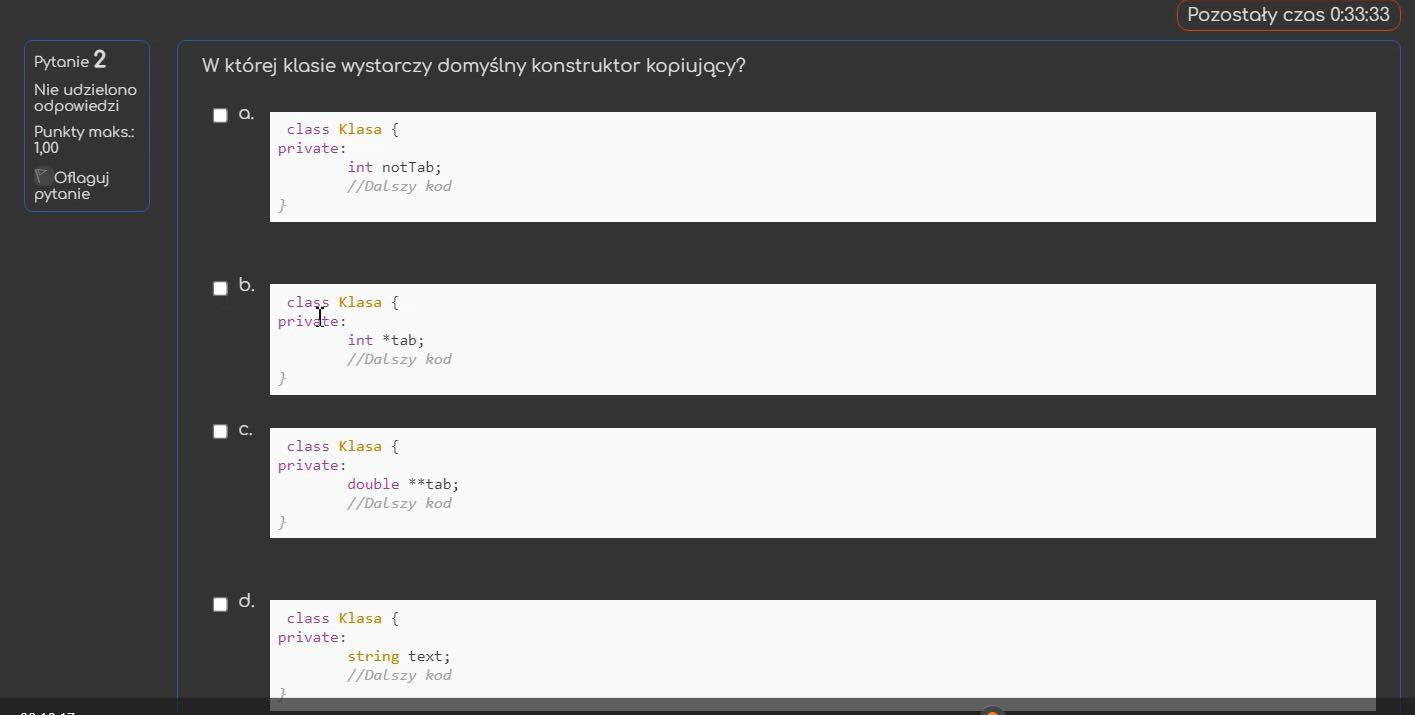 Pozostały czas 0:33:33
Pytanie 2
Nie udzielono
odpowiedzi
Punkty maks.:
1,00
Oflaguj
pytanie
W której klasie wystarczy domyślny konstruktor kopiujący?
a.
class Klasa {
private:
int notTab;
//Dalszy kod
}
b.
class Klasa {
private:
int *tab;
//Dalszy kod
}
c.
class Klasa {
private:
double **tab;
//Dalszy kod
}
d.
class Klasa {
private:
string text;
//Dalszy kod
}